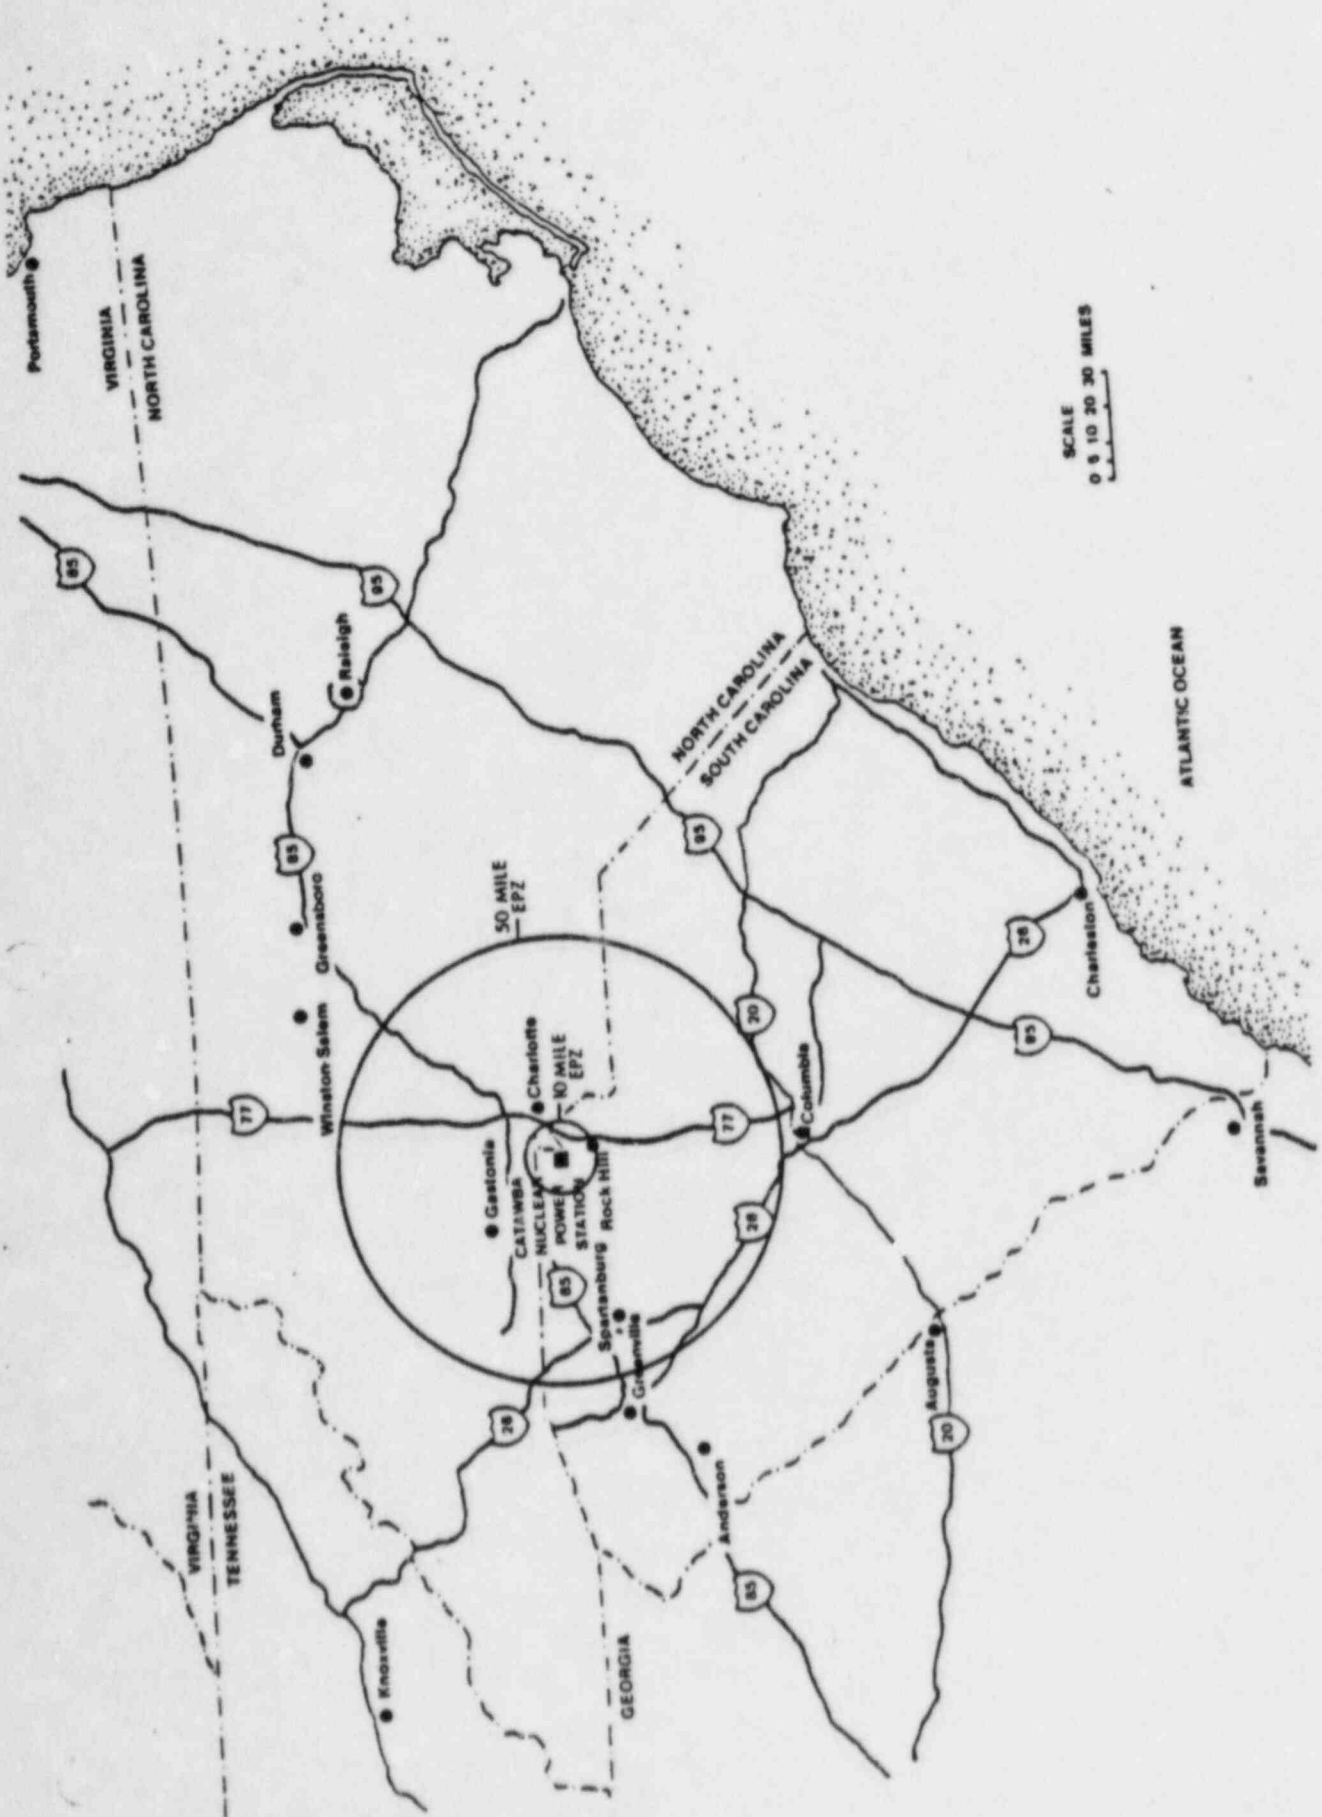 Portsmouth
VIRGINIA
NORTH CAROLINA
85
95
Raleigh
Durham
85
Greensboro
Winston-Salem
77
VIRGINIA
TENNESSEE
Knoxville
50 MILE
EPZ
Charlotte
10 MILE
EPZ
Gastonia
CATAWBA
NUCLEAR
POWER
STATION
Rock Hill
85
Spartanburg
Greenville
26
NORTH CAROLINA
SOUTH CAROLINA
95
20
77
Columbia
26
Anderson
GEORGIA
85
Augusta
20
26
Charleston
95
Savannah
SCALE
0 5 10 20 30 MILES
ATLANTIC OCEAN